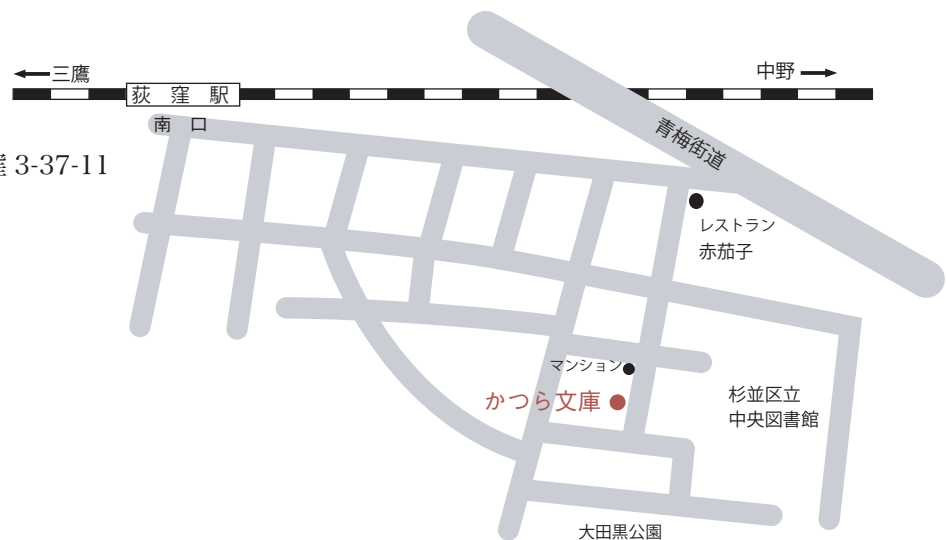 三鷹
中野
荻窪駅
南口
青梅街道
窪 3-37-11
レストラン
赤茄子
マンション
かつら文庫
杉並区立
中央図書館
大田黒公園